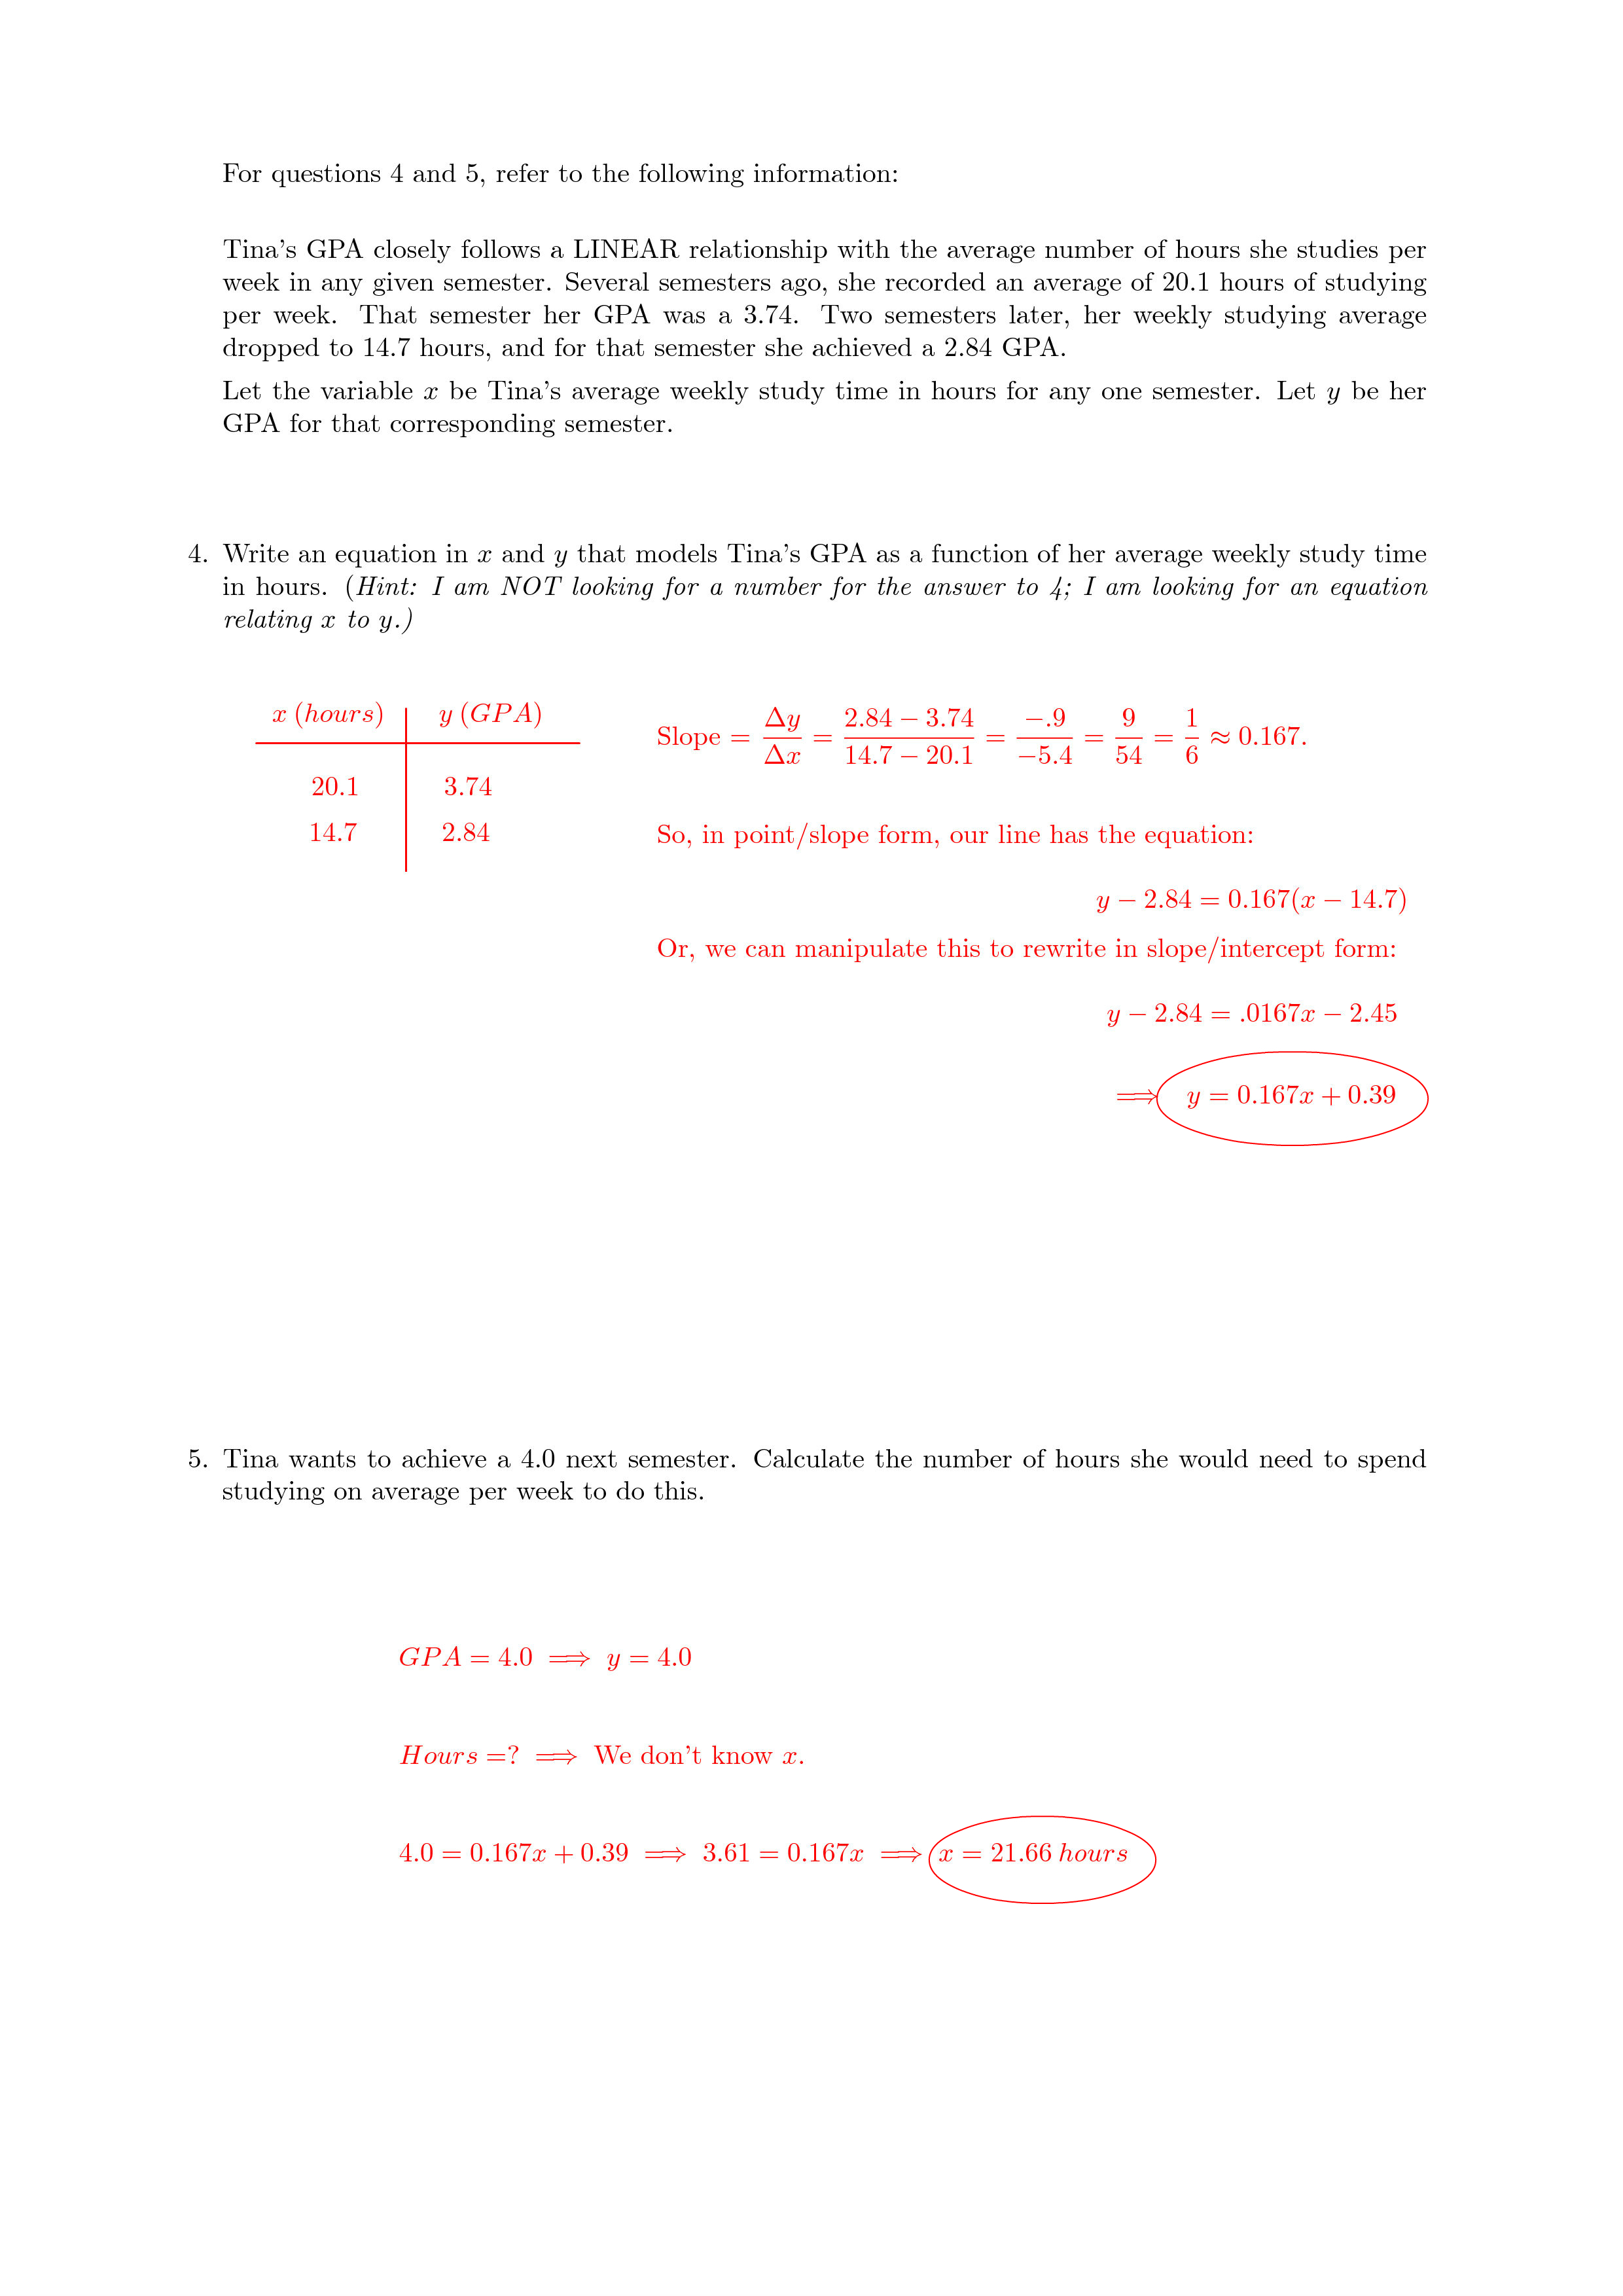 For questions 4 and 5, refer to the following information:
Tina's GPA closely follows a LINEAR relationship with the average number of hours she studies per
week in any given semester. Several semesters ago, she recorded an average of 20.1 hours of studying
per week. That semester her GPA was a 3.74. Two semesters later, her weekly studying average
dropped to 14.7 hours, and for that semester she achieved a 2.84 GPA.
Let the variable x be Tina's average weekly study time in hours for any one semester. Let y be her
GPA for that corresponding semester.
4. Write an equation in x and y that models Tina's GPA as a function of her average weekly study time
in hours. (Hint: I am NOT looking for a number for the answer to 4; I am looking for an equation
relating x to y.)
x (hours) y (GPA)
20.1 3.74
14.7 2.84
Slope = Δy/Δx = (2.84 − 3.74)/(14.7 − 20.1) = −.9/−5.4 = 9/54 = 1/6 ≈ 0.167.
So, in point/slope form, our line has the equation:
y − 2.84 = 0.167(x − 14.7)
Or, we can manipulate this to rewrite in slope/intercept form:
y − 2.84 = .0167x − 2.45
⟹ y = 0.167x + 0.39
5. Tina wants to achieve a 4.0 next semester. Calculate the number of hours she would need to spend
studying on average per week to do this.
GPA = 4.0 ⟹ y = 4.0
Hours =? ⟹ We don't know x.
4.0 = 0.167x + 0.39 ⟹ 3.61 = 0.167x ⟹ x = 21.66 hours